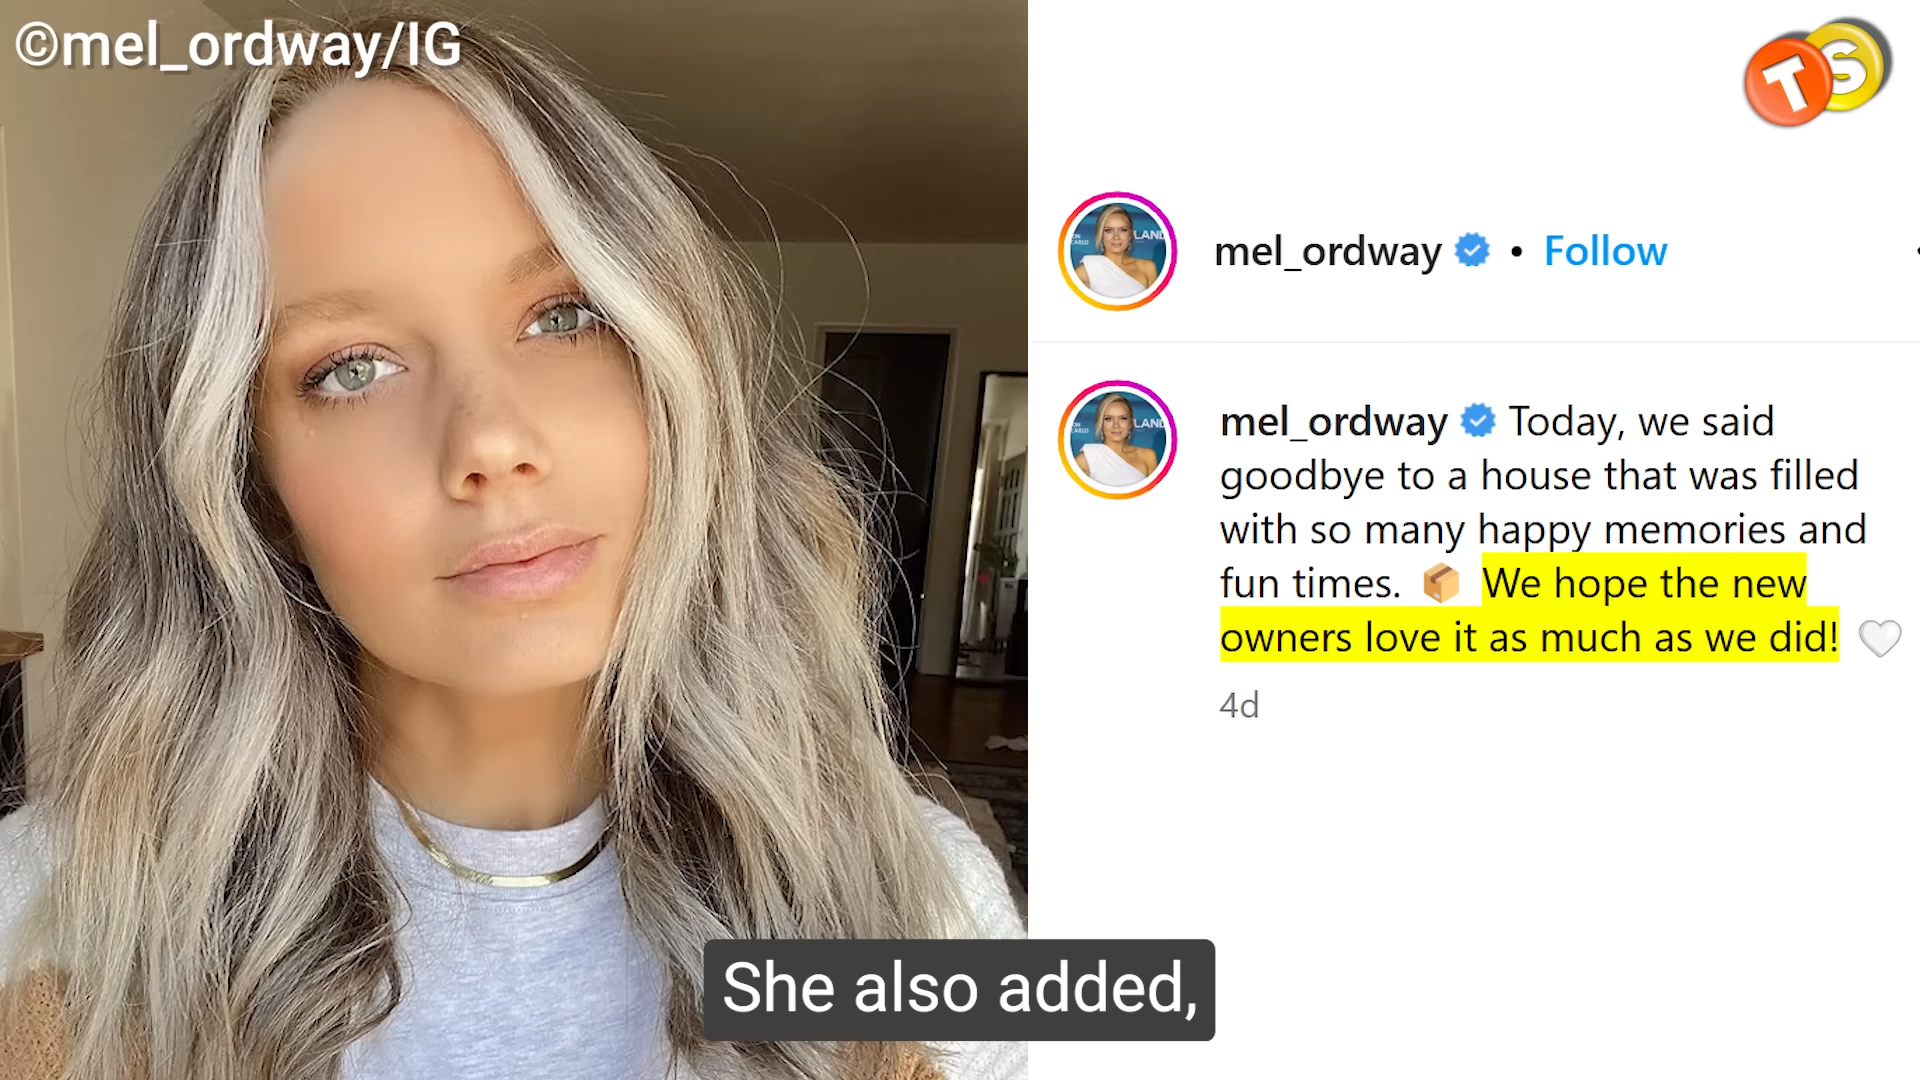 ©mel_ordway/IG
TS
mel_ordway • Follow
mel_ordway Today, we said
goodbye to a house that was filled
with so many happy memories and
fun times. 📦 We hope the new
owners love it as much as we did! 🤍
4d
She also added,